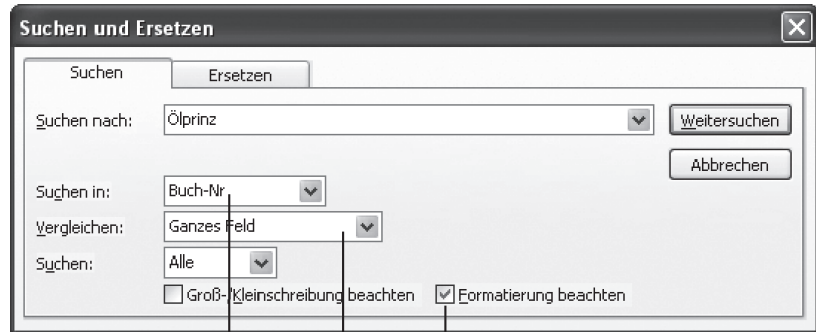 Suchen und Ersetzen
Suchen Ersetzen
Suchen nach: Ölprinz Weitersuchen
Abbrechen
Suchen in: Buch-Nr
Vergleichen: Ganzes Feld
Suchen: Alle
Groß-/Kleinschreibung beachten Formatierung beachten